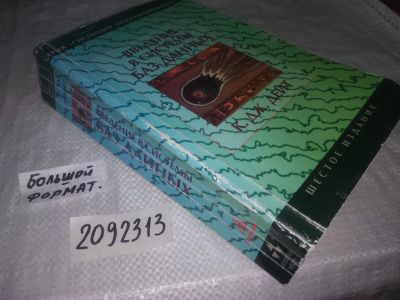 ВВЕДЕНИЕ
В СИСТЕМЫ
БАЗ ДАННЫХ
К. ДЖ. ДЕЙТ
ШЕСТОЕ ИЗДАНИЕ
ВВЕДЕНИЕ В СИСТЕМЫ
БАЗ ДАННЫХ
БОЛЬШОЙ
ФОРМАТ.
2092313